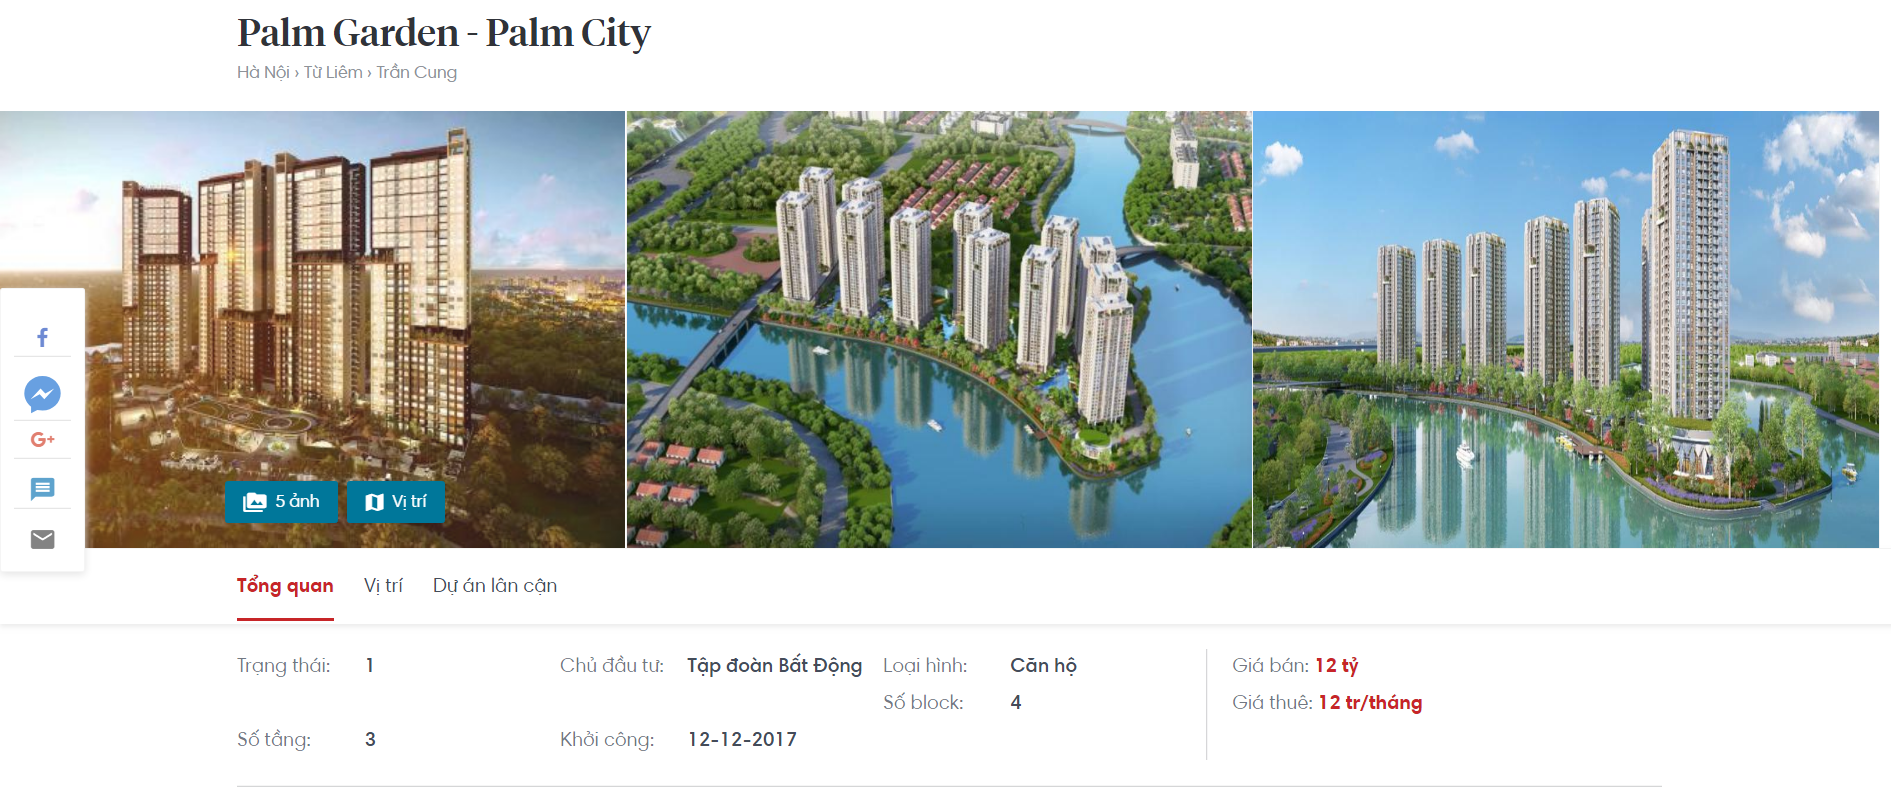 Palm Garden - Palm City
Hà Nội › Từ Liêm › Trần Cung
G+
5 ảnh
Vị trí
Tổng quan Vị trí Dự án lân cận
Trạng thái: 1 Chủ đầu tư: Tập đoàn Bất Động Loại hình: Căn hộ Giá bán: 12 tỷ
Số block: 4 Giá thuê: 12 tr/tháng
Số tầng: 3 Khởi công: 12-12-2017